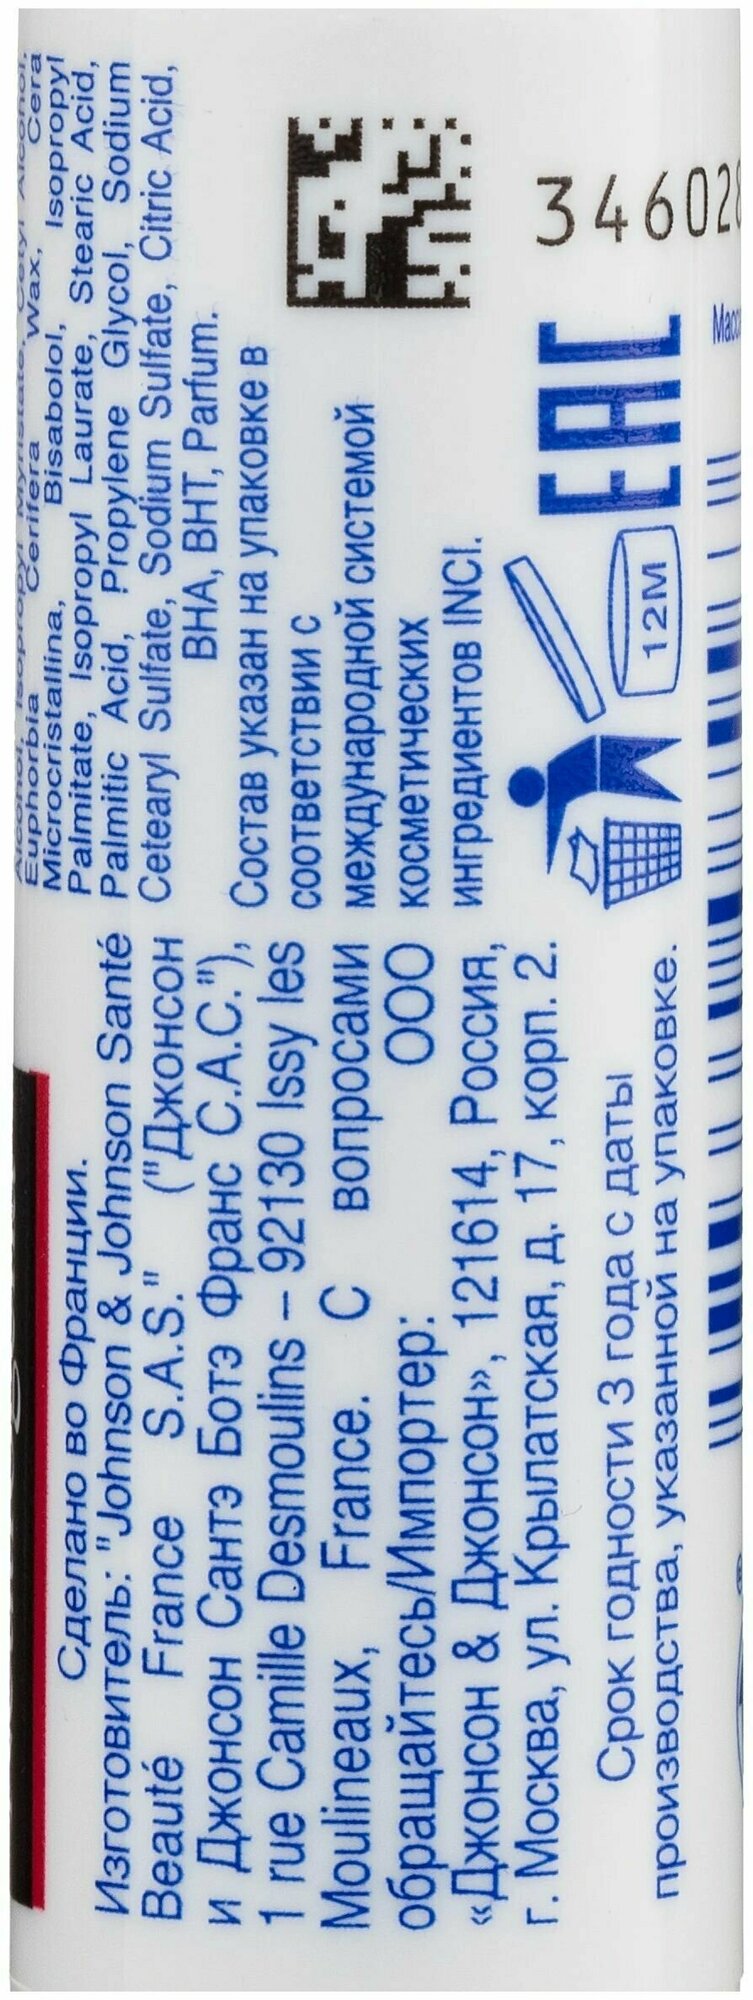 Alcohol, Isopropyl Myristate, Cetyl Alcohol,
Euphorbia Cerifera Wax, Cera
Microcristallina, Bisabolol, Isopropyl
Palmitate, Isopropyl Laurate, Stearic Acid,
Palmitic Acid, Propylene Glycol, Sodium
Cetearyl Sulfate, Sodium Sulfate, Citric Acid,
BHA, BHT, Parfum.
Состав указан на упаковке в
соответствии с
международной системой
косметических
ингредиентов INCI.
Сделано во Франции.
Изготовитель: "Johnson & Johnson Santé
Beauté France S.A.S." ("Джонсон
и Джонсон Сантэ Ботэ Франс С.А.С."),
1 rue Camille Desmoulins – 92130 Issy les
Moulineaux, France. С вопросами
обращайтесь/Импортер: ООО
«Джонсон & Джонсон», 121614, Россия,
г. Москва, ул. Крылатская, д. 17, корп. 2.
Срок годности 3 года с даты
производства, указанной на упаковке.
EAC
12M
346028